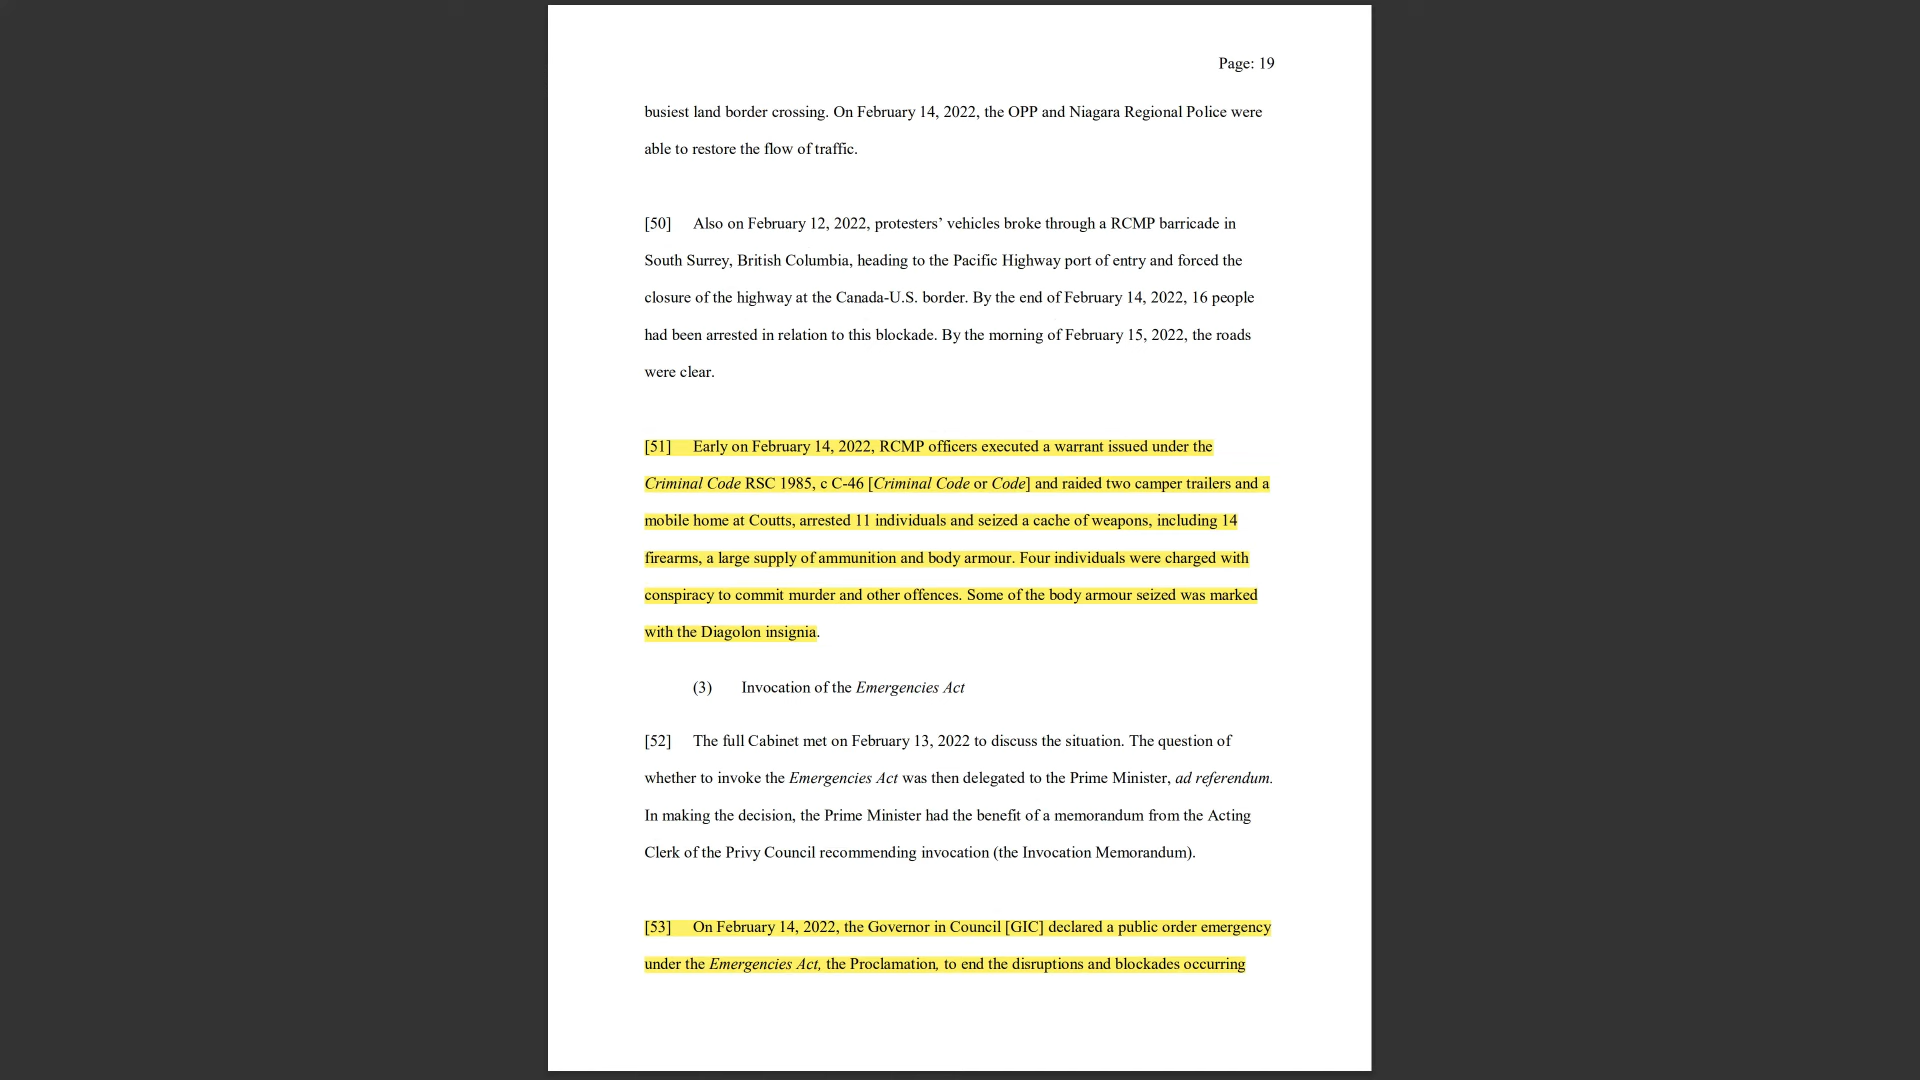 Page: 19
busiest land border crossing. On February 14, 2022, the OPP and Niagara Regional Police were
able to restore the flow of traffic.
[50] Also on February 12, 2022, protesters’ vehicles broke through a RCMP barricade in
South Surrey, British Columbia, heading to the Pacific Highway port of entry and forced the
closure of the highway at the Canada-U.S. border. By the end of February 14, 2022, 16 people
had been arrested in relation to this blockade. By the morning of February 15, 2022, the roads
were clear.
[51] Early on February 14, 2022, RCMP officers executed a warrant issued under the
Criminal Code RSC 1985, c C-46 [Criminal Code or Code] and raided two camper trailers and a
mobile home at Coutts, arrested 11 individuals and seized a cache of weapons, including 14
firearms, a large supply of ammunition and body armour. Four individuals were charged with
conspiracy to commit murder and other offences. Some of the body armour seized was marked
with the Diagolon insignia.
(3) Invocation of the Emergencies Act
[52] The full Cabinet met on February 13, 2022 to discuss the situation. The question of
whether to invoke the Emergencies Act was then delegated to the Prime Minister, ad referendum.
In making the decision, the Prime Minister had the benefit of a memorandum from the Acting
Clerk of the Privy Council recommending invocation (the Invocation Memorandum).
[53] On February 14, 2022, the Governor in Council [GIC] declared a public order emergency
under the Emergencies Act, the Proclamation, to end the disruptions and blockades occurring